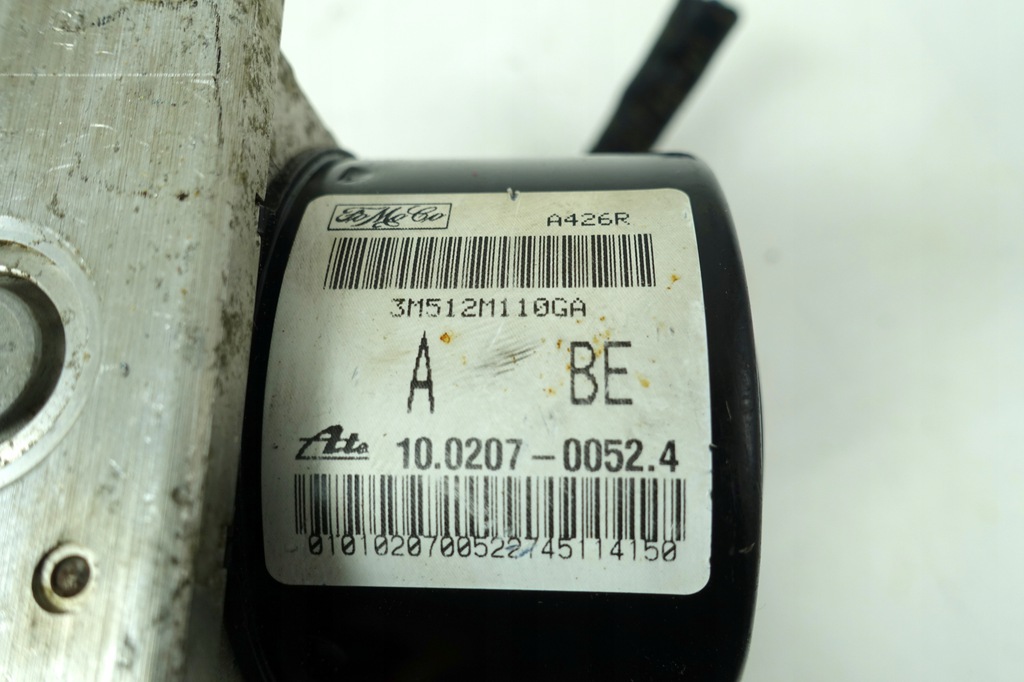 FoMoCo A426R
3M512M110GA
A BE
Ate 10.0207-0052.4
0101020700522745114150